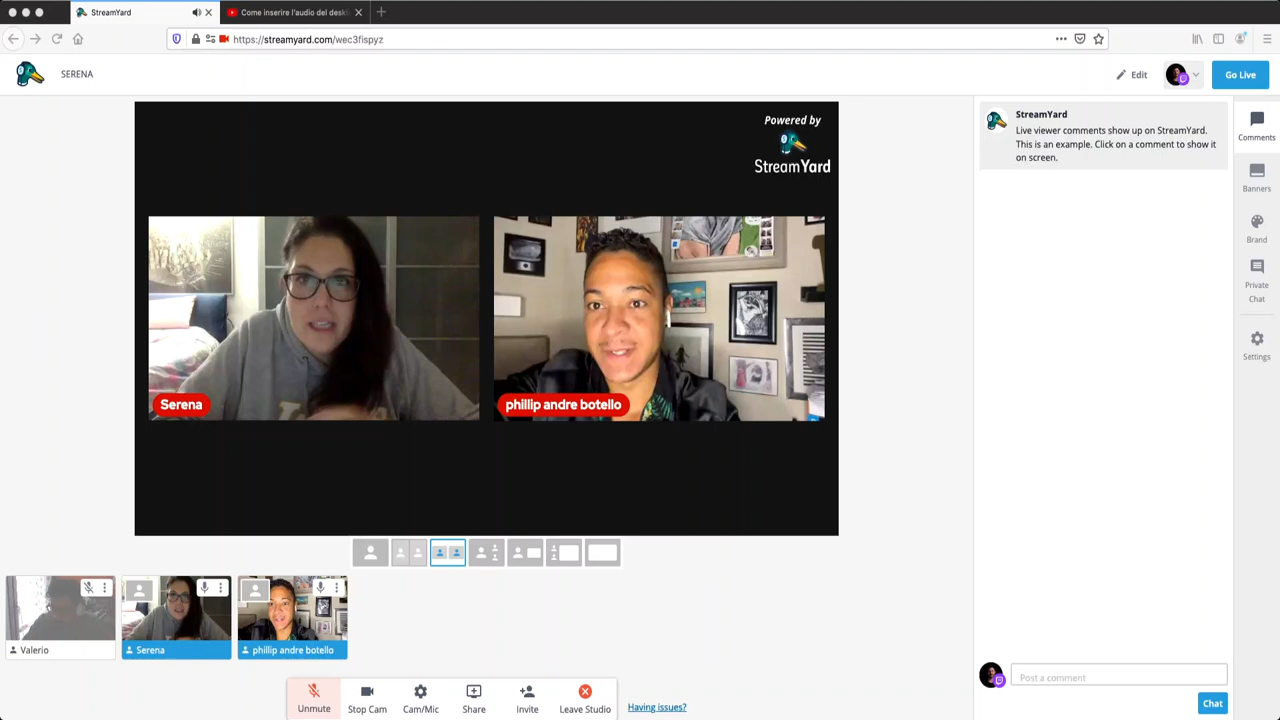 StreamYard
Come inserire l'audio del deskt
https://streamyard.com/wec3fispyz
SERENA
Edit
Go Live
Powered by
StreamYard
Serena
phillip andre botello
StreamYard
Live viewer comments show up on StreamYard.
This is an example. Click on a comment to show it
on screen.
Comments
Banners
Brand
Private
Chat
Settings
Valerio
Serena
phillip andre botello
Unmute
Stop Cam
Cam/Mic
Share
Invite
Leave Studio
Having issues?
Post a comment
Chat